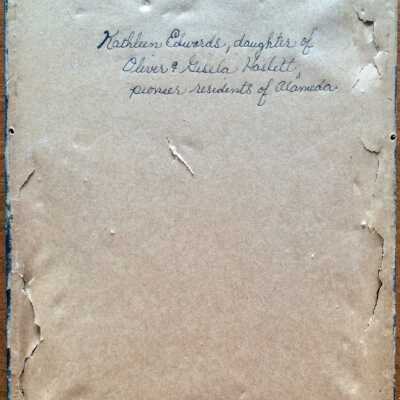 Kathleen Edwards, daughter of
Oliver & Gisela Haslett,
pioneer residents of Alameda.